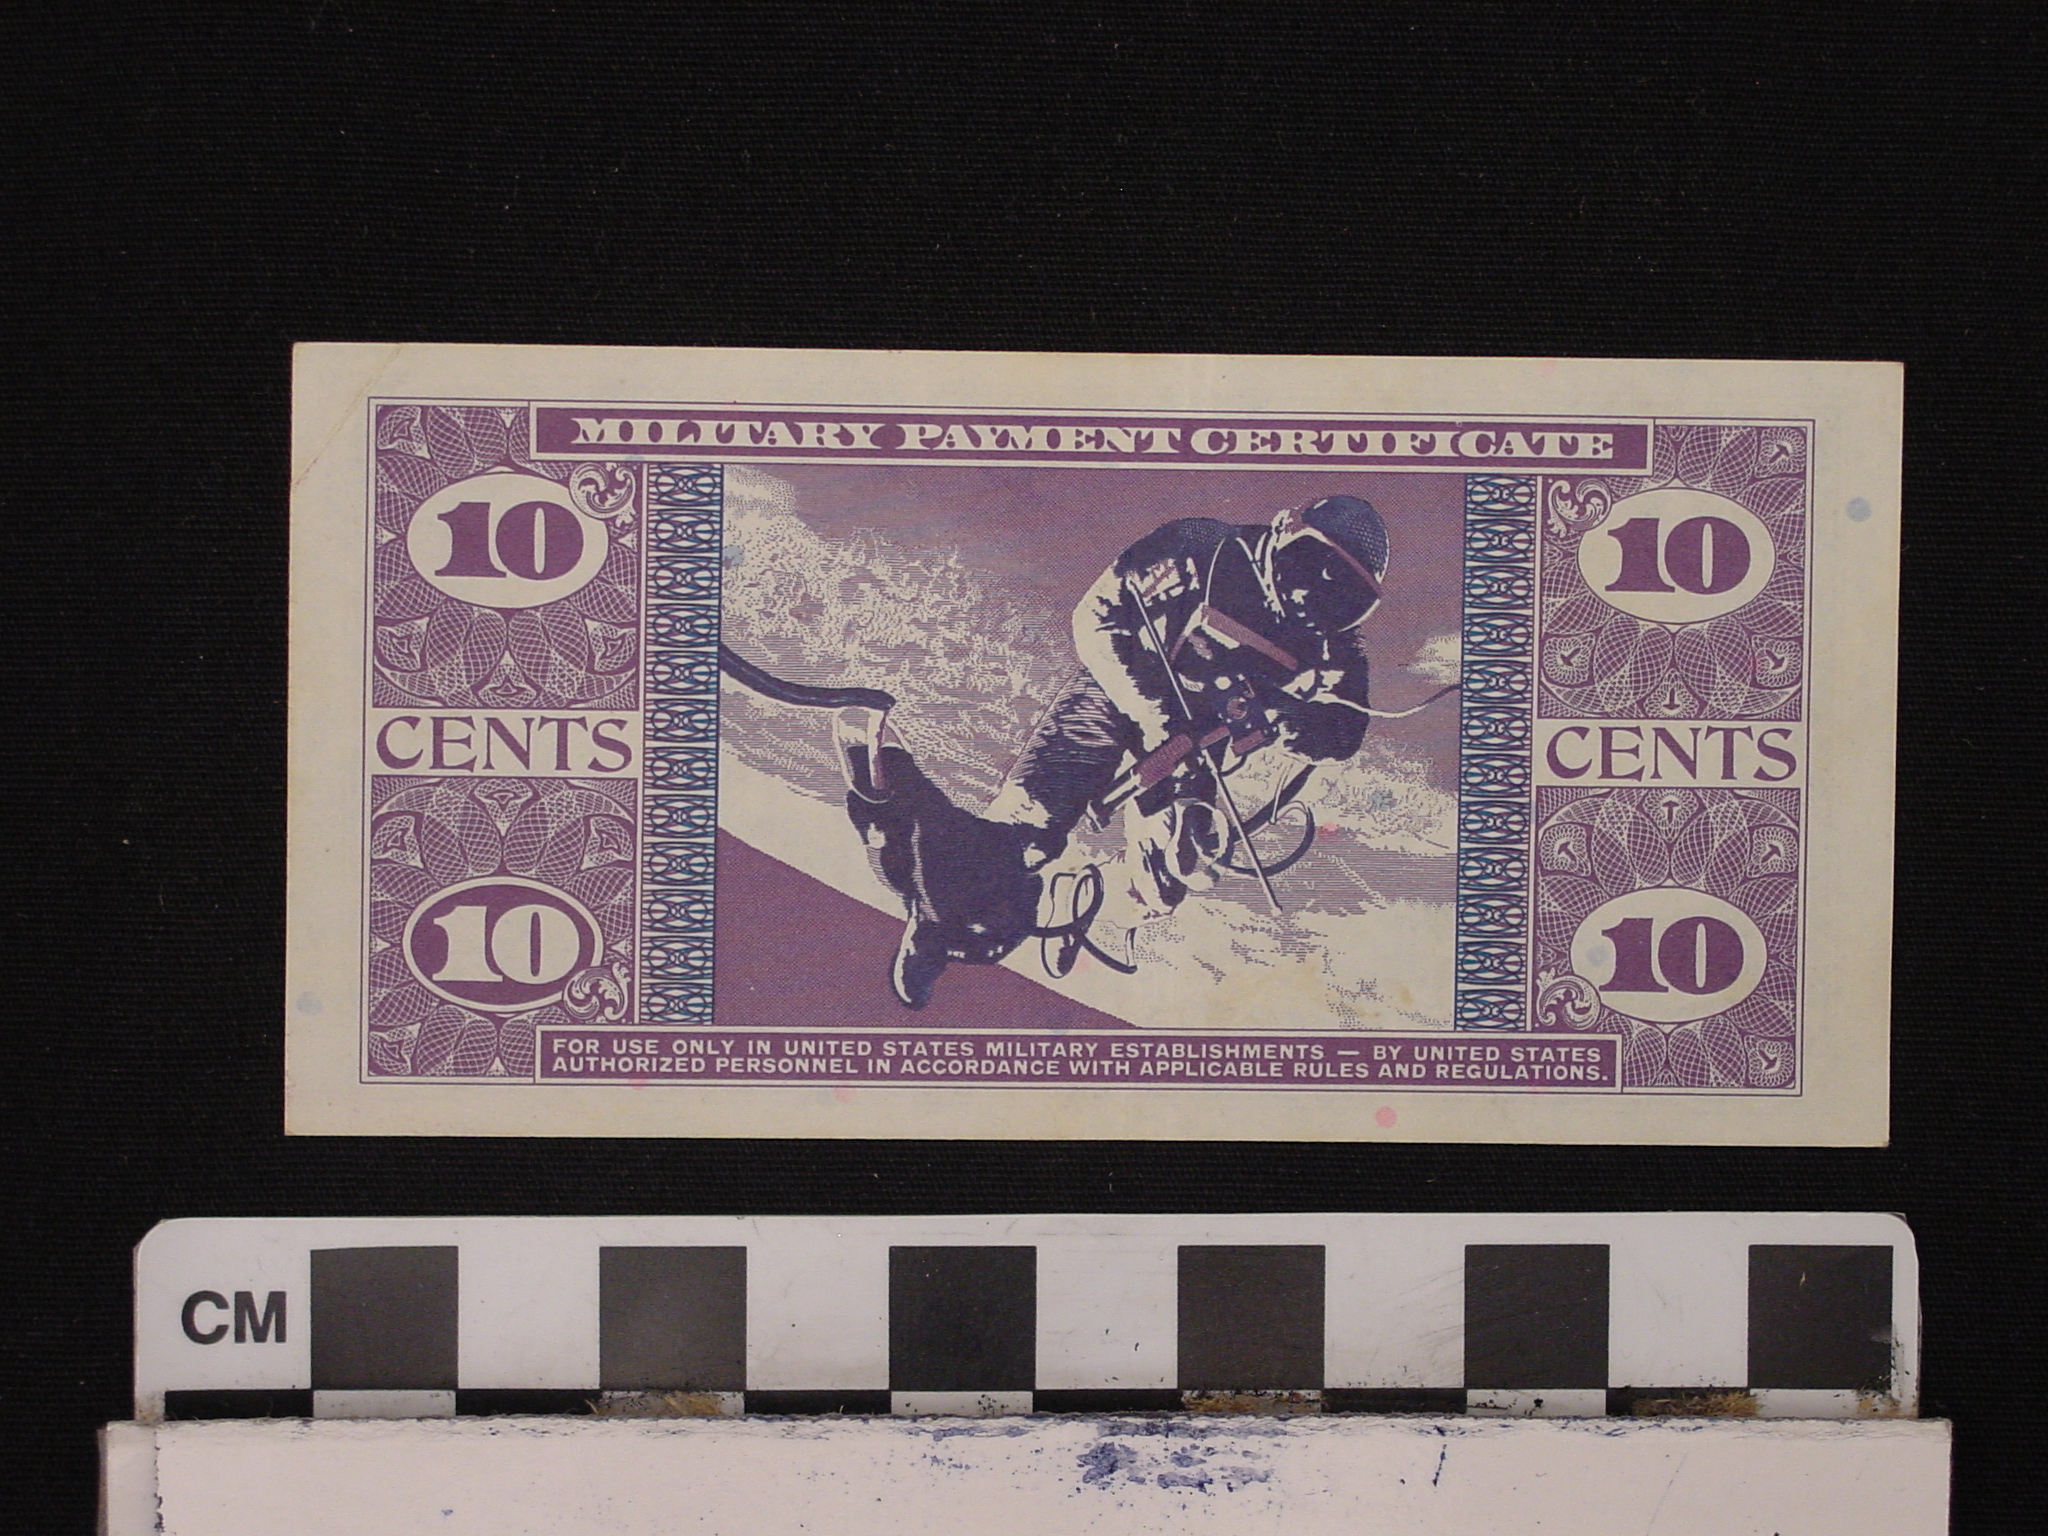 MILITARY PAYMENT CERTIFICATE
10
10
CENTS
CENTS
10
10
FOR USE ONLY IN UNITED STATES MILITARY ESTABLISHMENTS — BY UNITED STATES
AUTHORIZED PERSONNEL IN ACCORDANCE WITH APPLICABLE RULES AND REGULATIONS.
CM